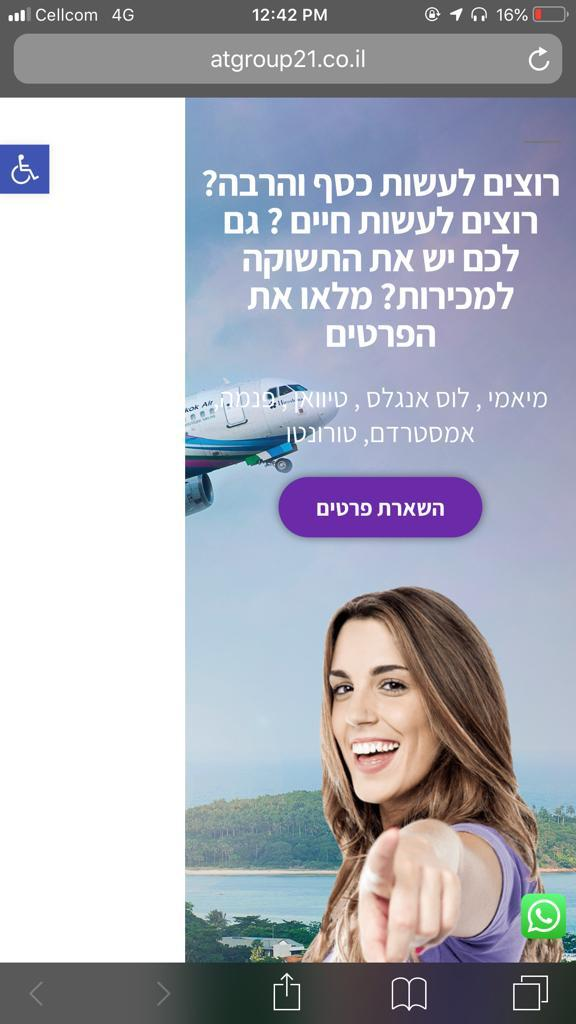 Cellcom 4G 12:42 PM 16%
atgroup21.co.il
רוצים לעשות כסף והרבה?
רוצים לעשות חיים ? גם
לכם יש את התשוקה
למכירות? מלאו את
הפרטים
מיאמי , לוס אנגלס , טיוואן , פנמה,
אמסטרדם, טורונטו
השארת פרטים